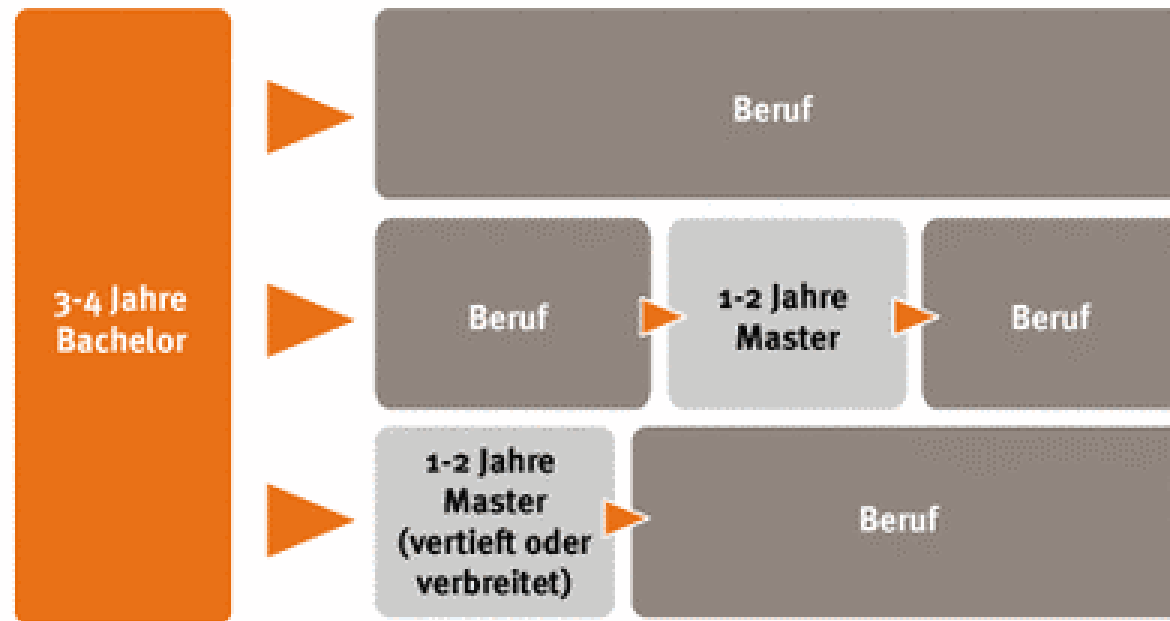 3-4 Jahre
Bachelor
Beruf
Beruf
1-2 Jahre
Master
Beruf
1-2 Jahre
Master
(vertieft oder
verbreitet)
Beruf